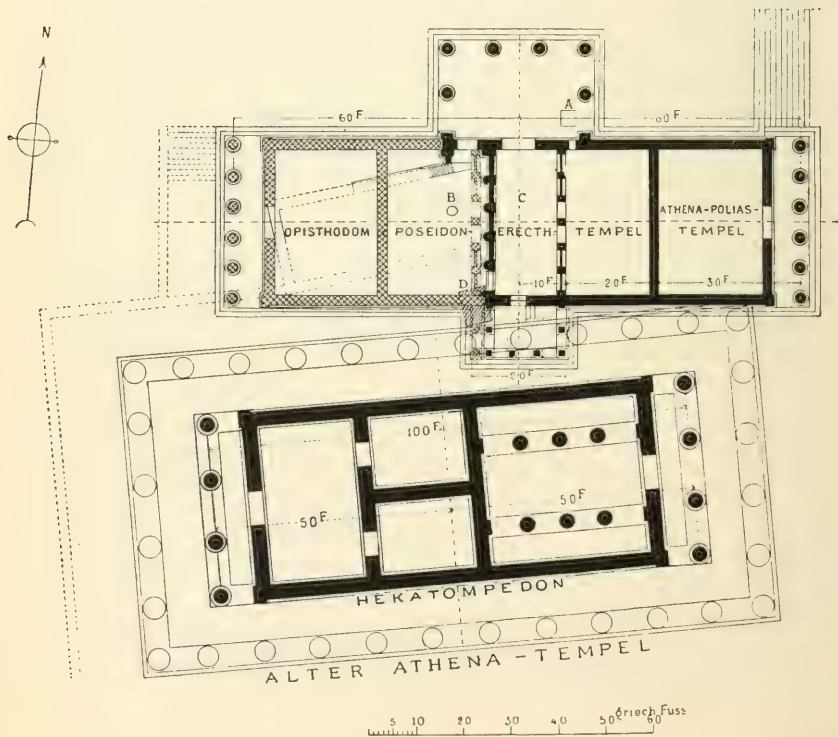 N
A
60 F
60 F
B
C
OPISTHODOM
POSEIDON-
ERECTH-
TEMPEL
ATHENA-POLIAS-
TEMPEL
D
10 F
20 F
30 F
100 F
50 F
50 F
HEKATOMPEDON
ALTER ATHENA-TEMPEL
griech. Fuss
5 10 20 30 40 50 60